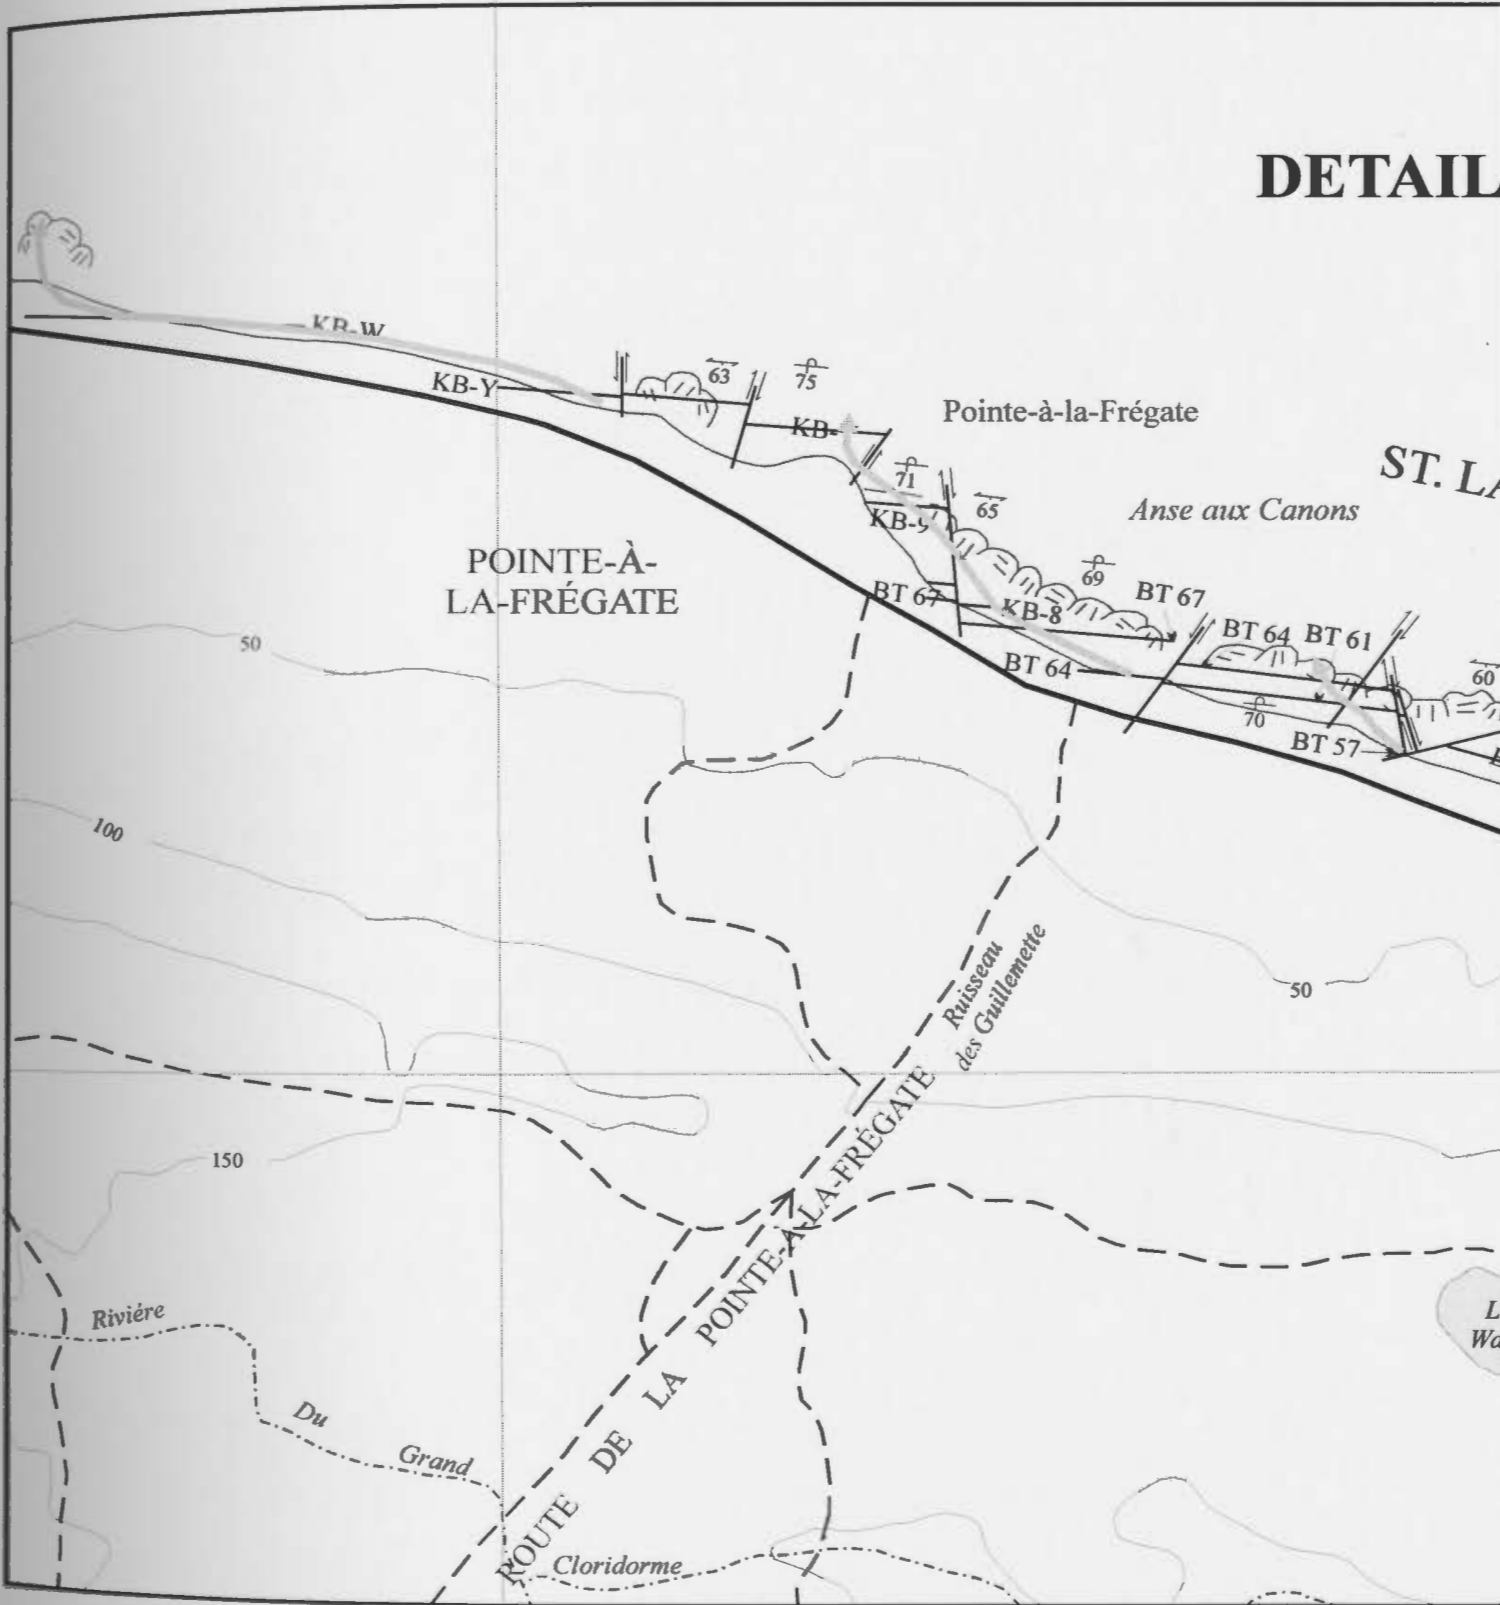 DETAIL
KB-W
63
75
KB-Y
KB-
Pointe-à-la-Frégate
ST. LA
71
65
KB-9
Anse aux Canons
POINTE-À-
LA-FRÉGATE
69
BT 67
BT 67
KB-8
BT 64
BT 61
50
BT 64
60
70
BT 57
100
Ruisseau
des Guillemette
50
150
Riviére
Du
Grand
Cloridorme
ROUTE DE LA POINTE-À-LA-FRÉGATE
L
Wa